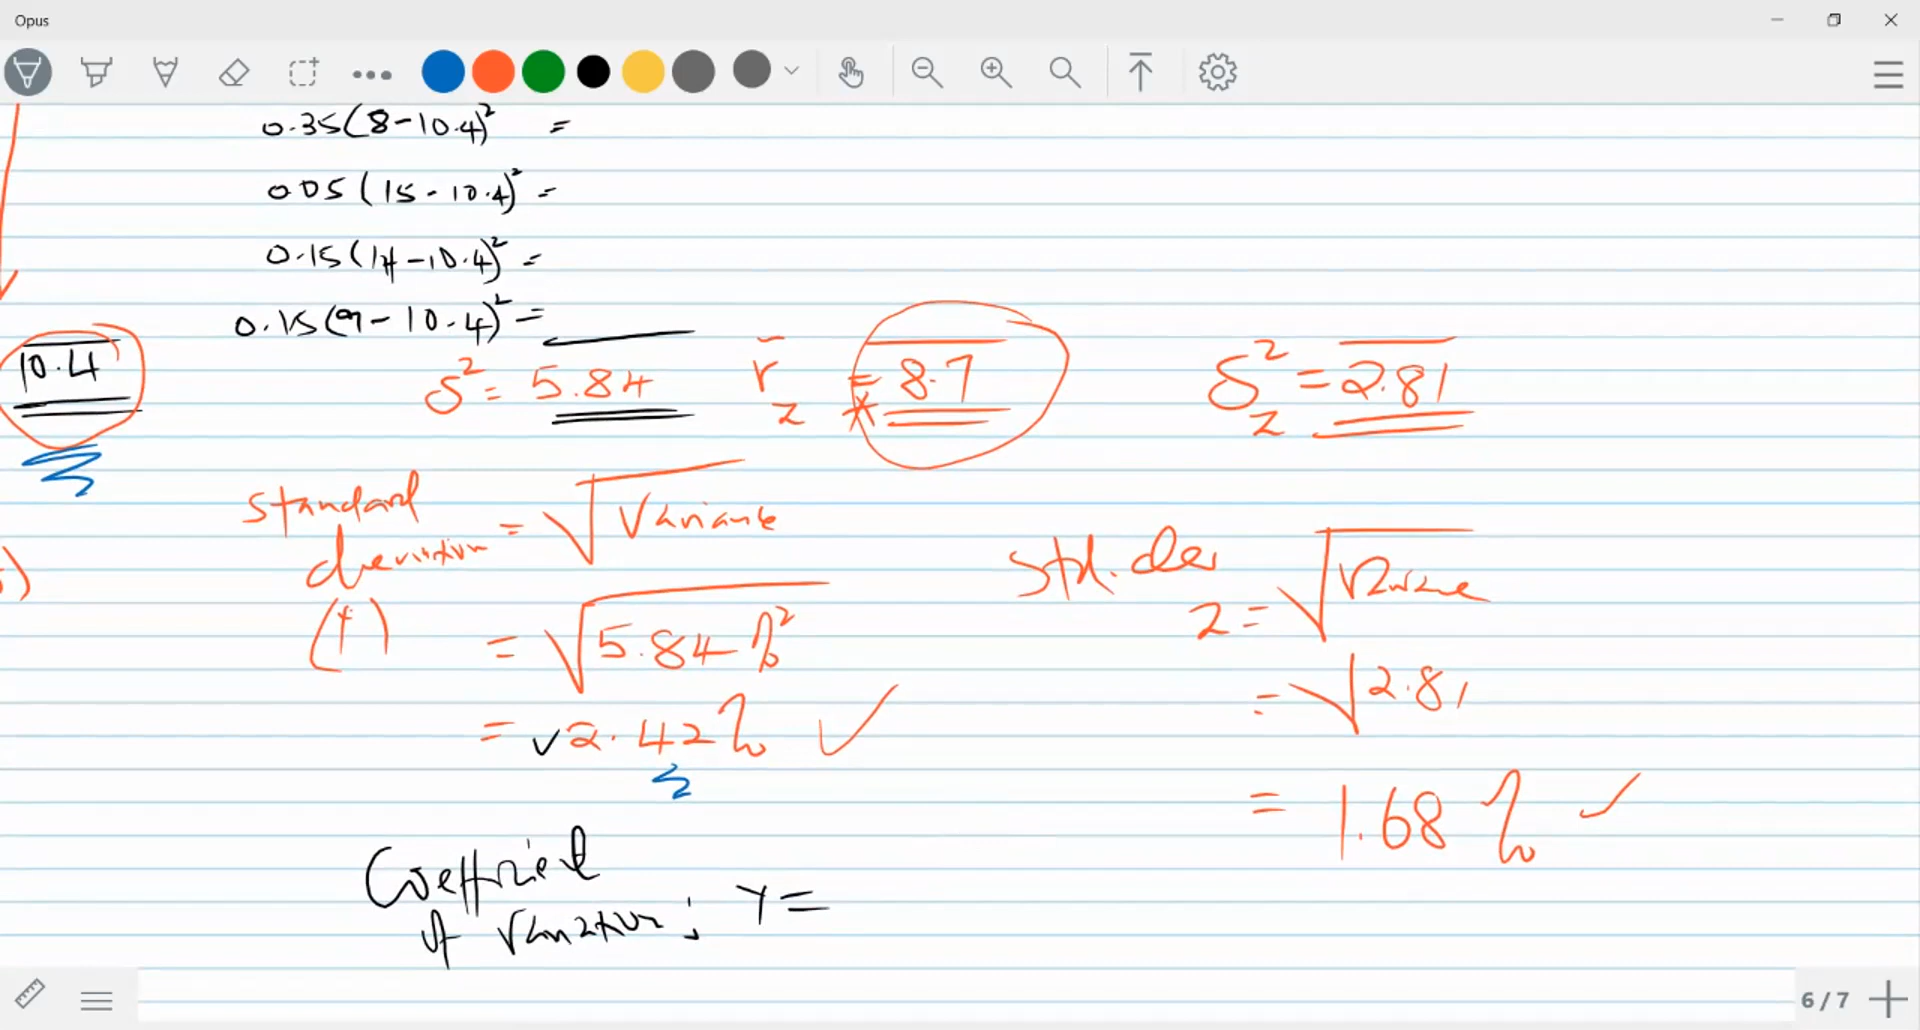 Opus
0.35(8-10.4)² =
0.05(15-10.4)² =
0.15(14-10.4)² =
0.15(9-10.4)² =
10.4
δ² = 5.84
r̄z = 8.7
δ²z = 2.81
Standard
deviation = √Variance
(Y)
= √5.84%²
= 2.42%
Std. dev
Z = √Variance
= √2.81
= 1.68%
Coefficient
of Variation; Y =
6 / 7